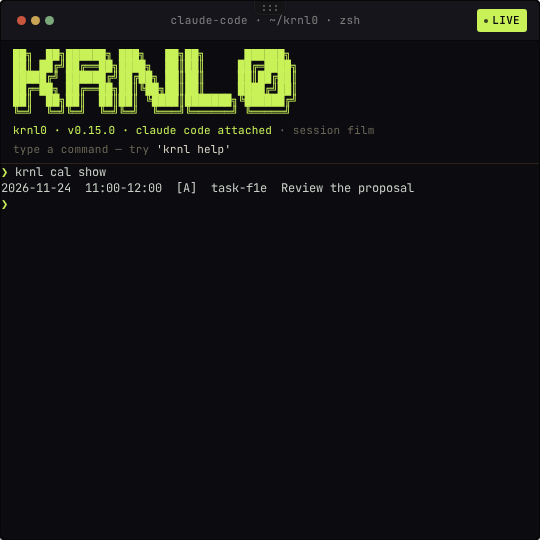 claude-code · ~/krnl0 · zsh
● LIVE
KRNL0
krnl0 · v0.15.0 · claude code attached · session film
type a command — try 'krnl help'
❯ krnl cal show
2026-11-24  11:00-12:00  [A]  task-f1e  Review the proposal
❯